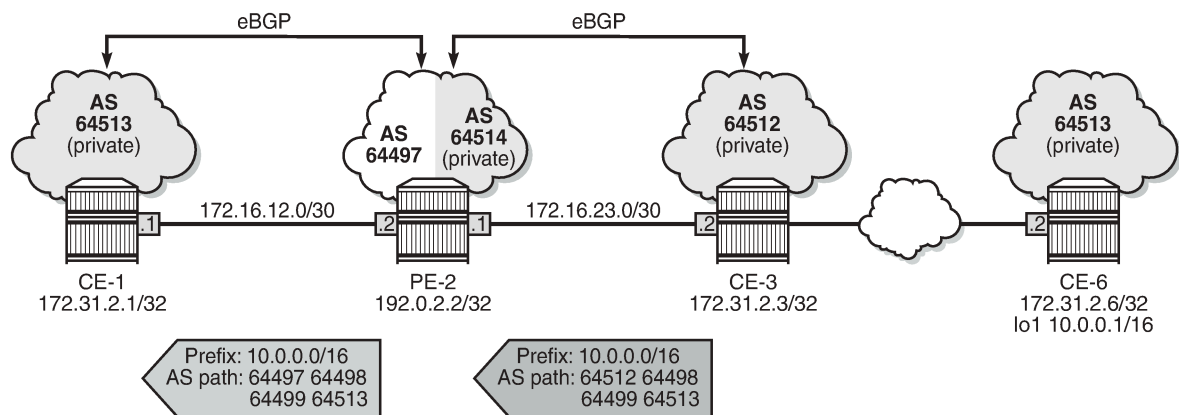 eBGP
eBGP
AS
64513
(private)
AS
64497
AS
64514
(private)
AS
64512
(private)
AS
64513
(private)
172.16.12.0/30
172.16.23.0/30
.1
.2
.1
.2
.2
CE-1
172.31.2.1/32
PE-2
192.0.2.2/32
CE-3
172.31.2.3/32
CE-6
172.31.2.6/32
lo1 10.0.0.1/16
Prefix: 10.0.0.0/16
AS path: 64497 64498
64499 64513
Prefix: 10.0.0.0/16
AS path: 64512 64498
64499 64513